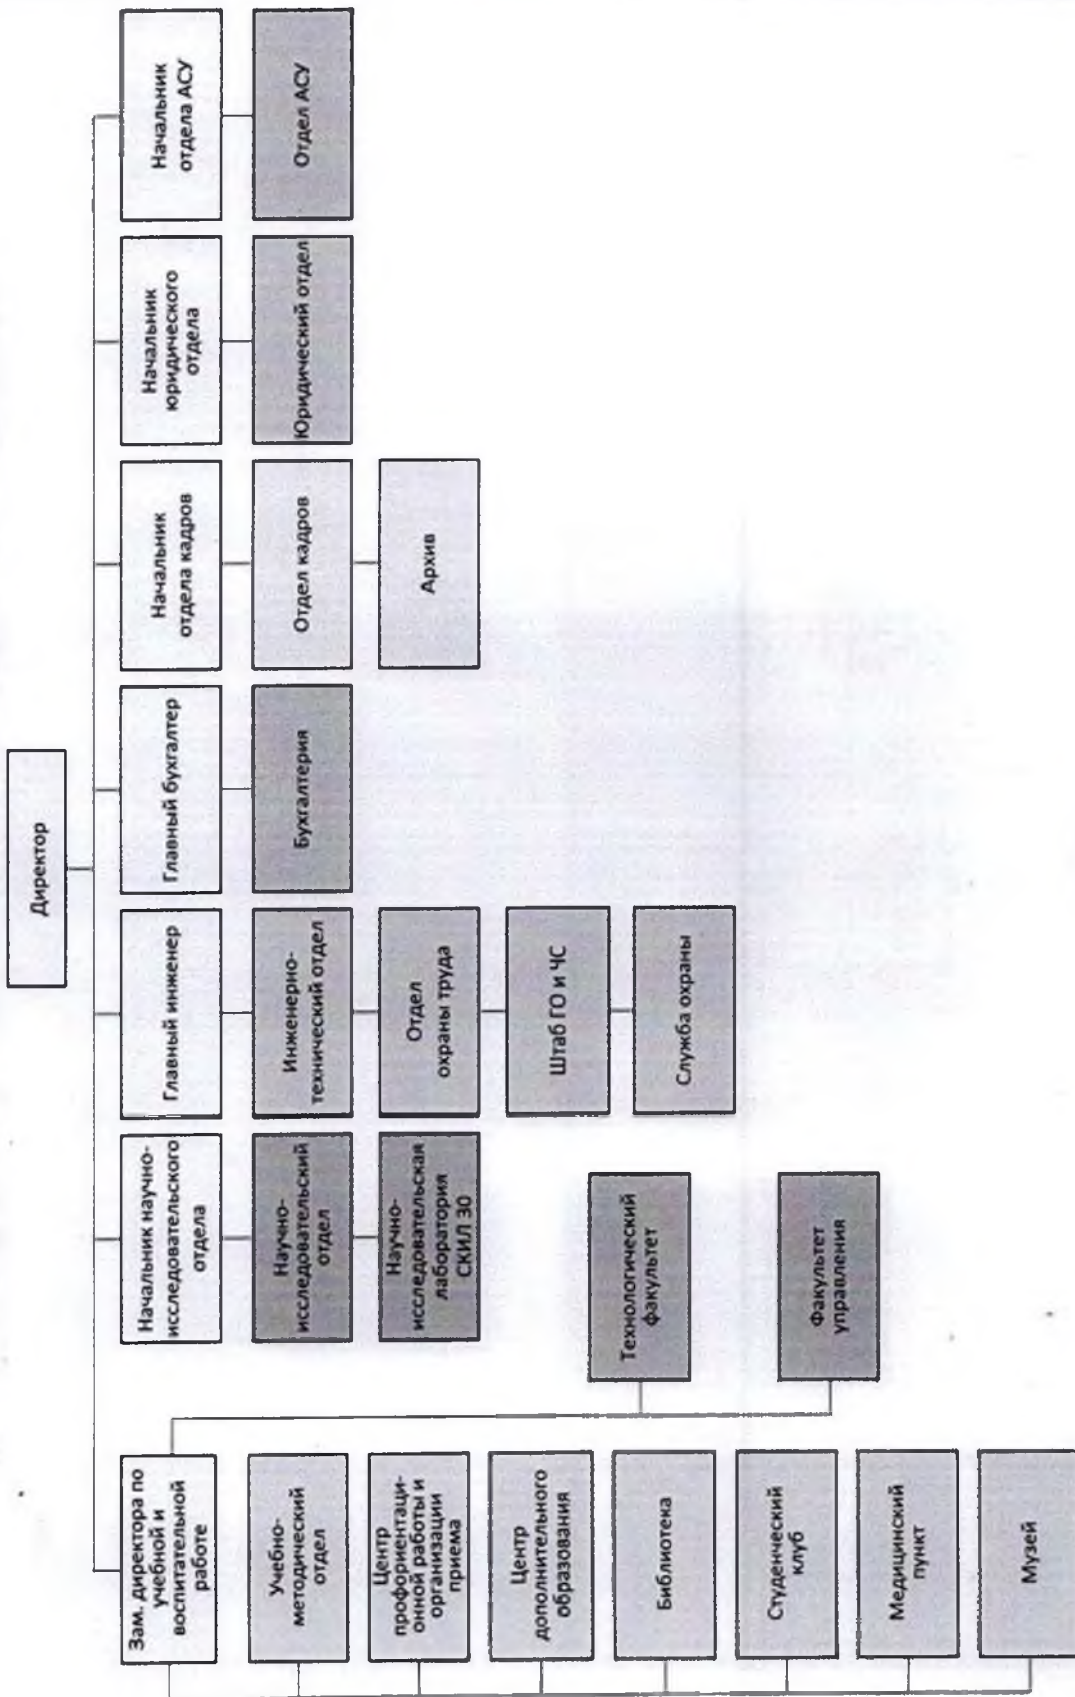 Директор
Зам. директора по
учебной и
воспитательной
работе
Начальник научно-
исследовательского
отдела
Главный инженер
Главный бухгалтер
Начальник
отдела кадров
Начальник
юридического
отдела
Начальник
отдела АСУ
Учебно-
методический
отдел
Научно-
исследовательский
отдел
Инженерно-
технический отдел
Бухгалтерия
Отдел кадров
Юридический отдел
Отдел АСУ
Центр
профориентаци-
онной работы и
организации
приема
Научно-
исследовательская
лаборатория
СКИЛ 30
Отдел
охраны труда
Архив
Центр
дополнительного
образования
Штаб ГО и ЧС
Библиотека
Технологический
факультет
Служба охраны
Студенческий
клуб
Факультет
управления
Медицинский
пункт
Музей